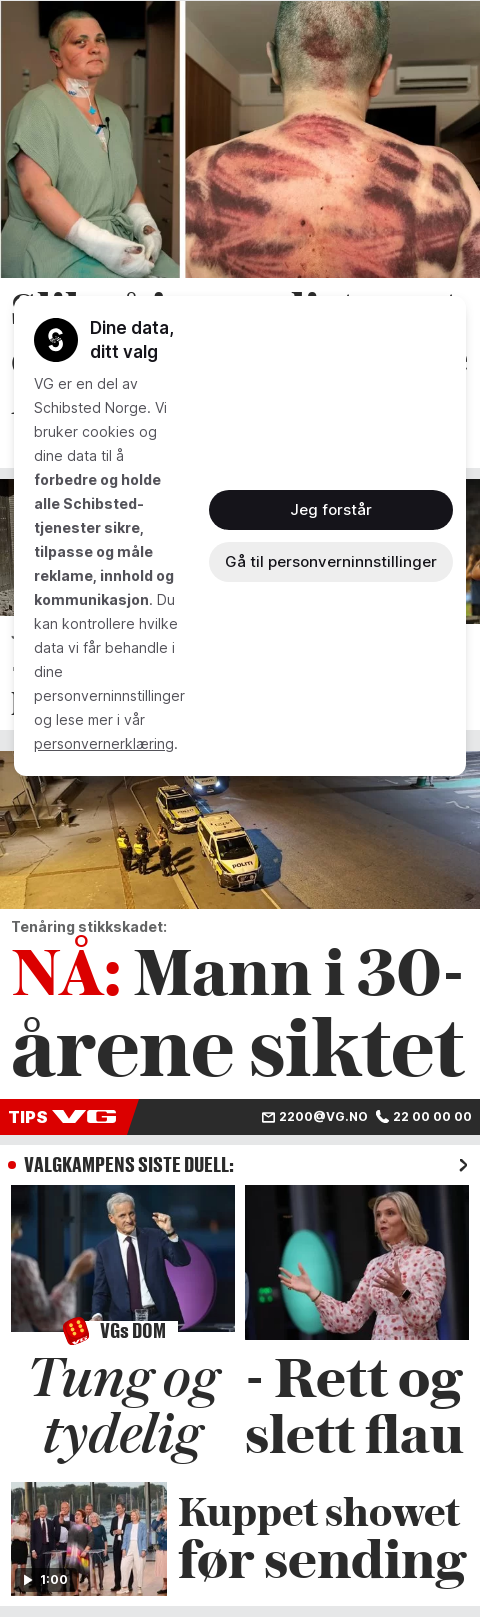 Dine data,
ditt valg
VG er en del av
Schibsted Norge. Vi
bruker cookies og
dine data til å
forbedre og holde
alle Schibsted-
tjenester sikre,
tilpasse og måle
reklame, innhold og
kommunikasjon. Du
kan kontrollere hvilke
data vi får behandle i
dine
personverninnstillinger
og lese mer i vår
personvernerklæring.
Jeg forstår
Gå til personverninnstillinger
POLITI
Tenåring stikkskadet:
NÅ: Mann i 30-
årene siktet
TIPS VG 2200@VG.NO 22 00 00 00
VALGKAMPENS SISTE DUELL:
VGs DOM
Tung og
tydelig
- Rett og
slett flau
1:00
Kuppet showet
før sending